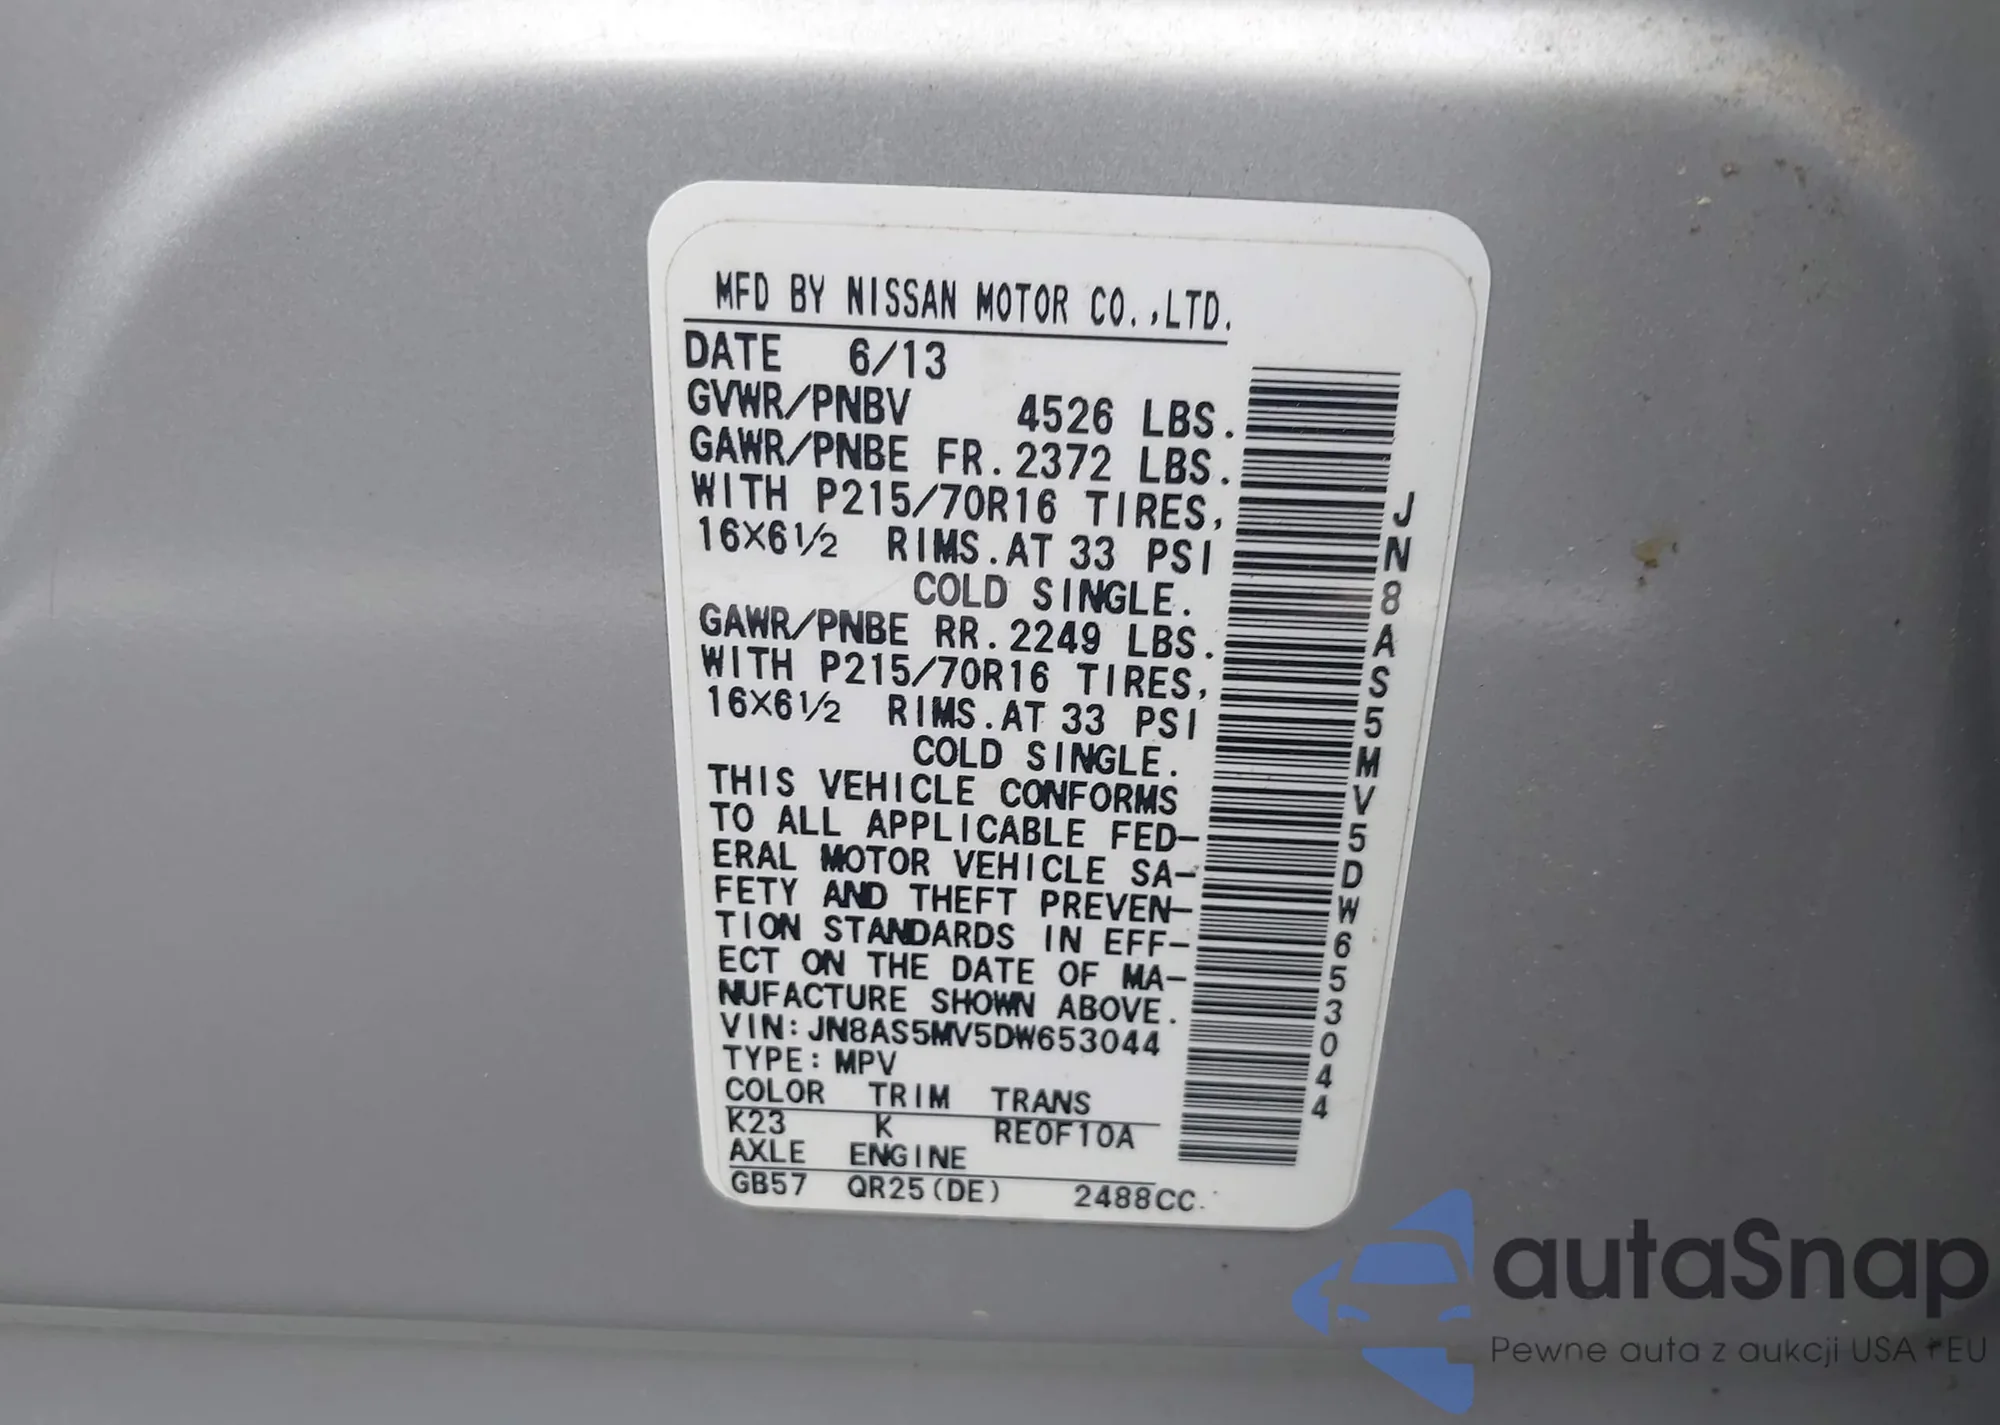 MFD BY NISSAN MOTOR CO.,LTD.
DATE 6/13
GVWR/PNBV 4526 LBS.
GAWR/PNBE FR. 2372 LBS.
WITH P215/70R16 TIRES,
16X6½ RIMS. AT 33 PSI
COLD SINGLE.
GAWR/PNBE RR. 2249 LBS.
WITH P215/70R16 TIRES,
16X6½ RIMS. AT 33 PSI
COLD SINGLE.
THIS VEHICLE CONFORMS
TO ALL APPLICABLE FED-
ERAL MOTOR VEHICLE SA-
FETY AND THEFT PREVEN-
TION STANDARDS IN EFF-
ECT ON THE DATE OF MA-
NUFACTURE SHOWN ABOVE.
VIN: JN8AS5MV5DW653044
TYPE: MPV
COLOR TRIM TRANS
K23 K RE0F10A
AXLE ENGINE
GB57 QR25(DE) 2488CC.
JN8AS5MV5DW653044
autaSnap
Pewne auta z aukcji USA i EU